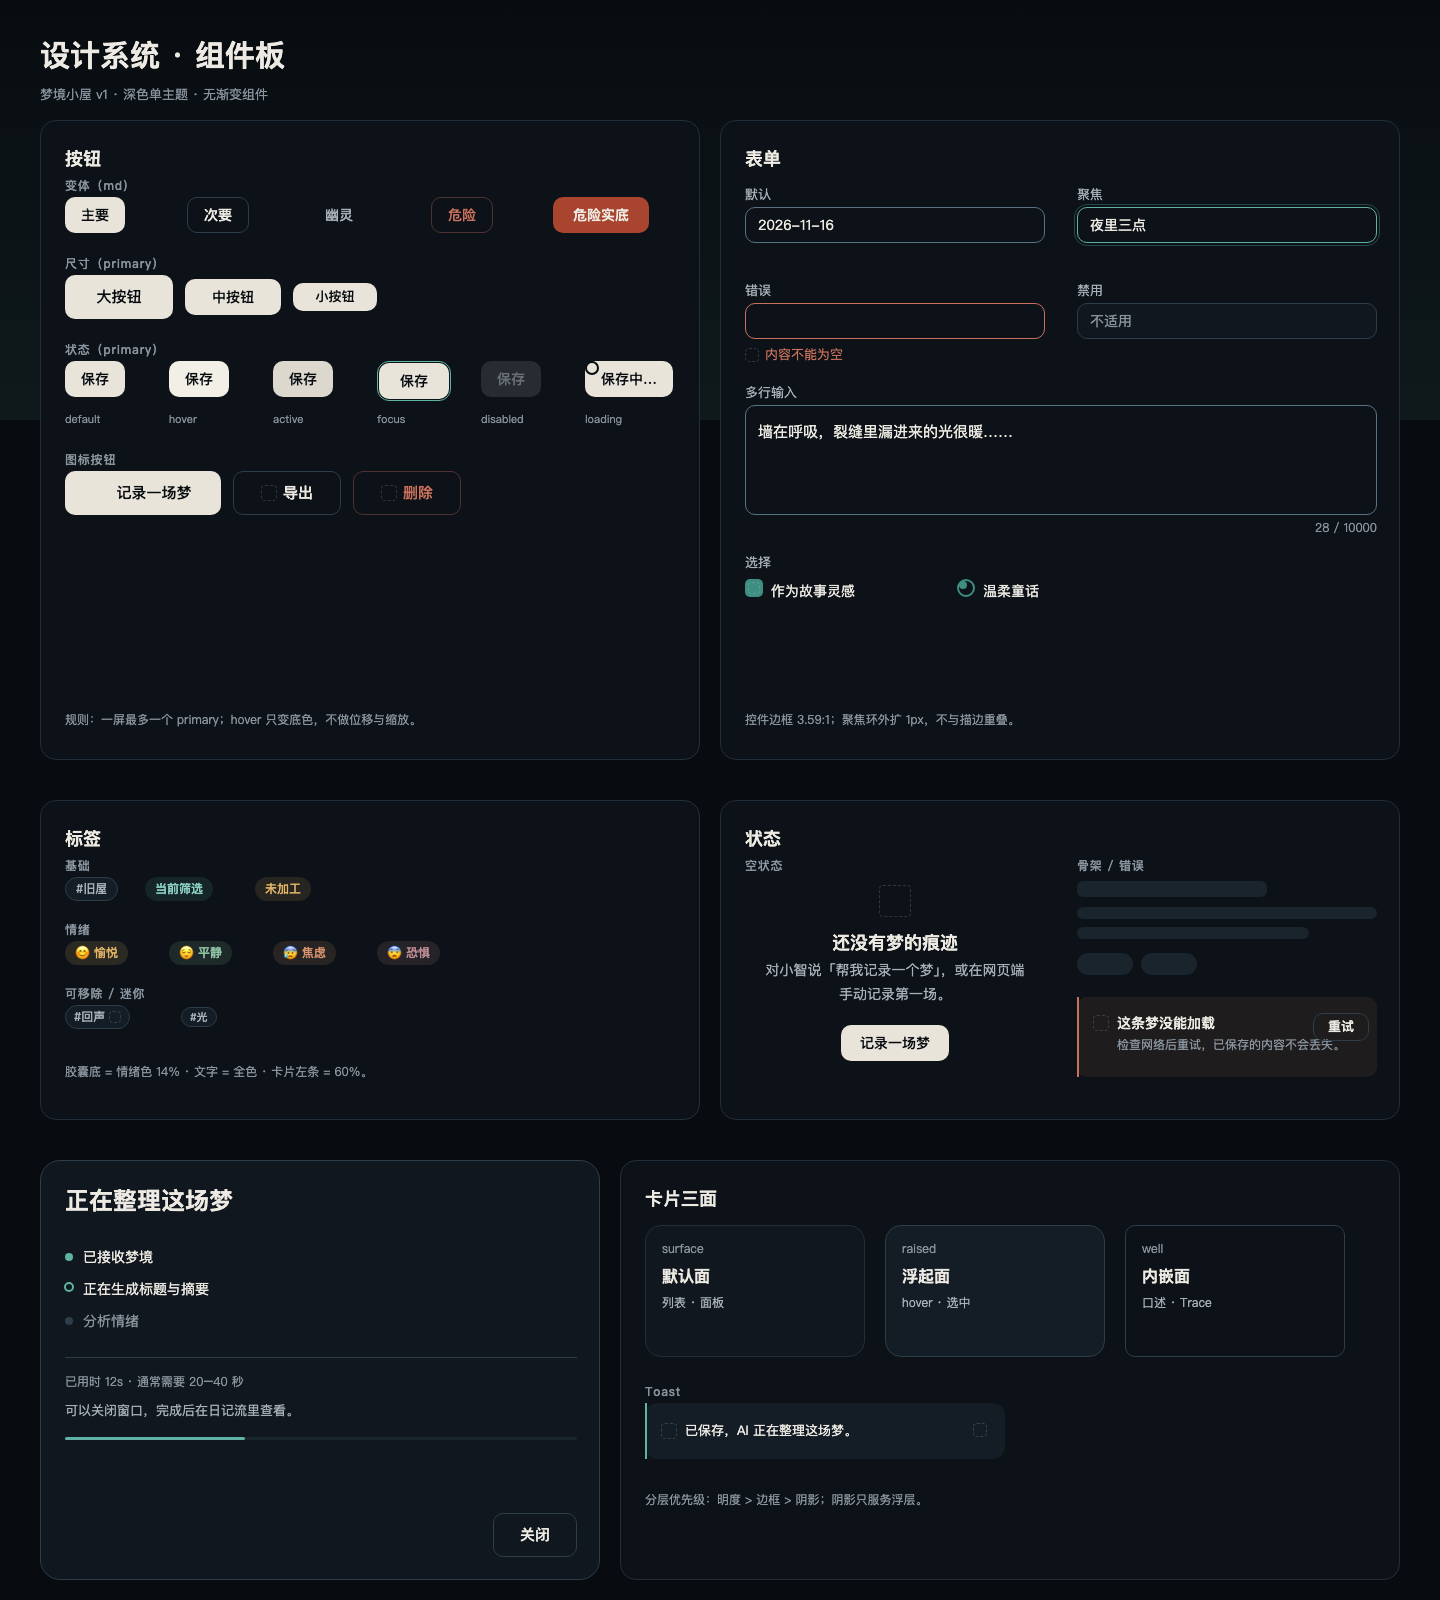 设计系统 · 组件板
梦境小屋 v1 · 深色单主题 · 无渐变组件
按钮
变体（md）
主要
次要
幽灵
危险
危险实底
尺寸（primary）
大按钮
中按钮
小按钮
状态（primary）
保存
保存
保存
保存
保存
保存中...
default
hover
active
focus
disabled
loading
图标按钮
记录一场梦
导出
删除
规则：一屏最多一个 primary；hover 只变底色，不做位移与缩放。
表单
默认
聚焦
2026-11-16
夜里三点
错误
禁用
不适用
内容不能为空
多行输入
墙在呼吸，裂缝里漏进来的光很暖……
28 / 10000
选择
作为故事灵感
温柔童话
控件边框 3.59:1；聚焦环外扩 1px，不与描边重叠。
标签
基础
#旧屋
当前筛选
未加工
情绪
😊 愉悦
😌 平静
😰 焦虑
😨 恐惧
可移除 / 迷你
#回声
#光
胶囊底 = 情绪色 14% · 文字 = 全色 · 卡片左条 = 60%。
状态
空状态
还没有梦的痕迹
对小智说「帮我记录一个梦」，或在网页端
手动记录第一场。
记录一场梦
骨架 / 错误
这条梦没能加载
重试
检查网络后重试，已保存的内容不会丢失。
正在整理这场梦
已接收梦境
正在生成标题与摘要
分析情绪
已用时 12s · 通常需要 20—40 秒
可以关闭窗口，完成后在日记流里查看。
关闭
卡片三面
surface
默认面
列表 · 面板
raised
浮起面
hover · 选中
well
内嵌面
口述 · Trace
Toast
已保存，AI 正在整理这场梦。
分层优先级：明度 > 边框 > 阴影；阴影只服务浮层。